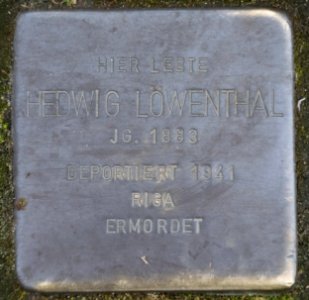 HIER LEBTE
HEDWIG LÖWENTHAL
JG. 1883
DEPORTIERT 1941
RIGA
ERMORDET